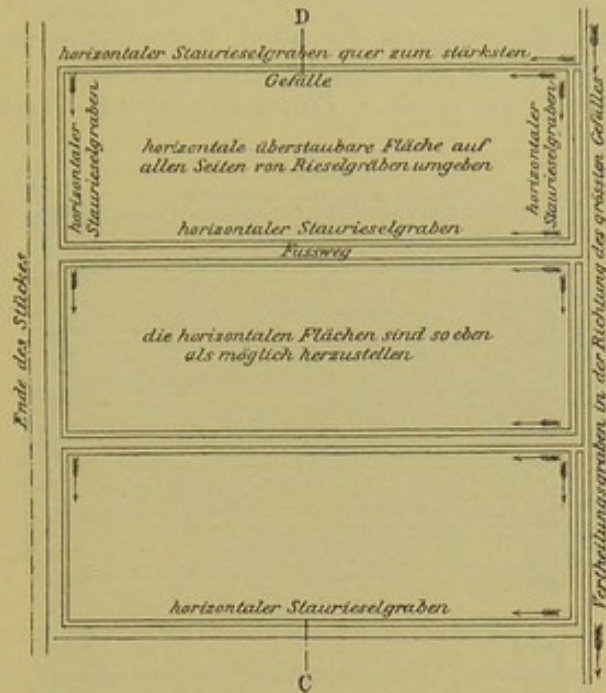 D
horizontaler Staurieselgraben quer zum stärksten
Gefälle
horizontaler
Staurieselgraben
horizontale überstaubare Fläche auf
allen Seiten von Rieselgräben umgeben
horizontaler
Staurieselgraben
horizontaler Staurieselgraben
Fussweg
Ende des Stückes
die horizontalen Flächen sind so eben
als möglich herzustellen
Vertheilungsgraben in der Richtung des grössten Gefälles
horizontaler Staurieselgraben
C